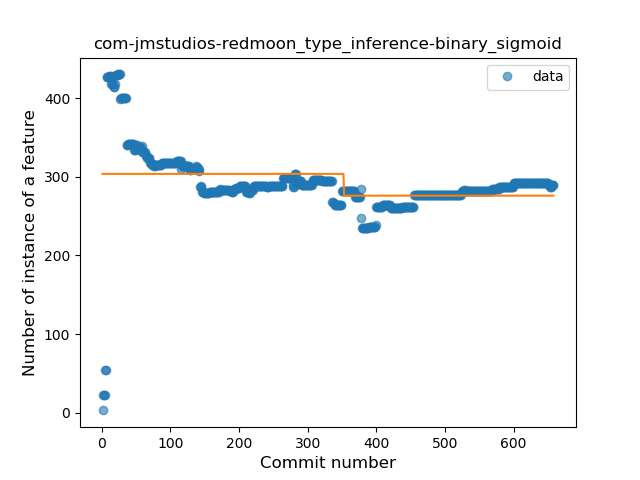 com-jmstudios-redmoon_type_inference-binary_sigmoid
data
Number of instance of a feature
400
300
200
100
0
0 100 200 300 400 500 600
Commit number